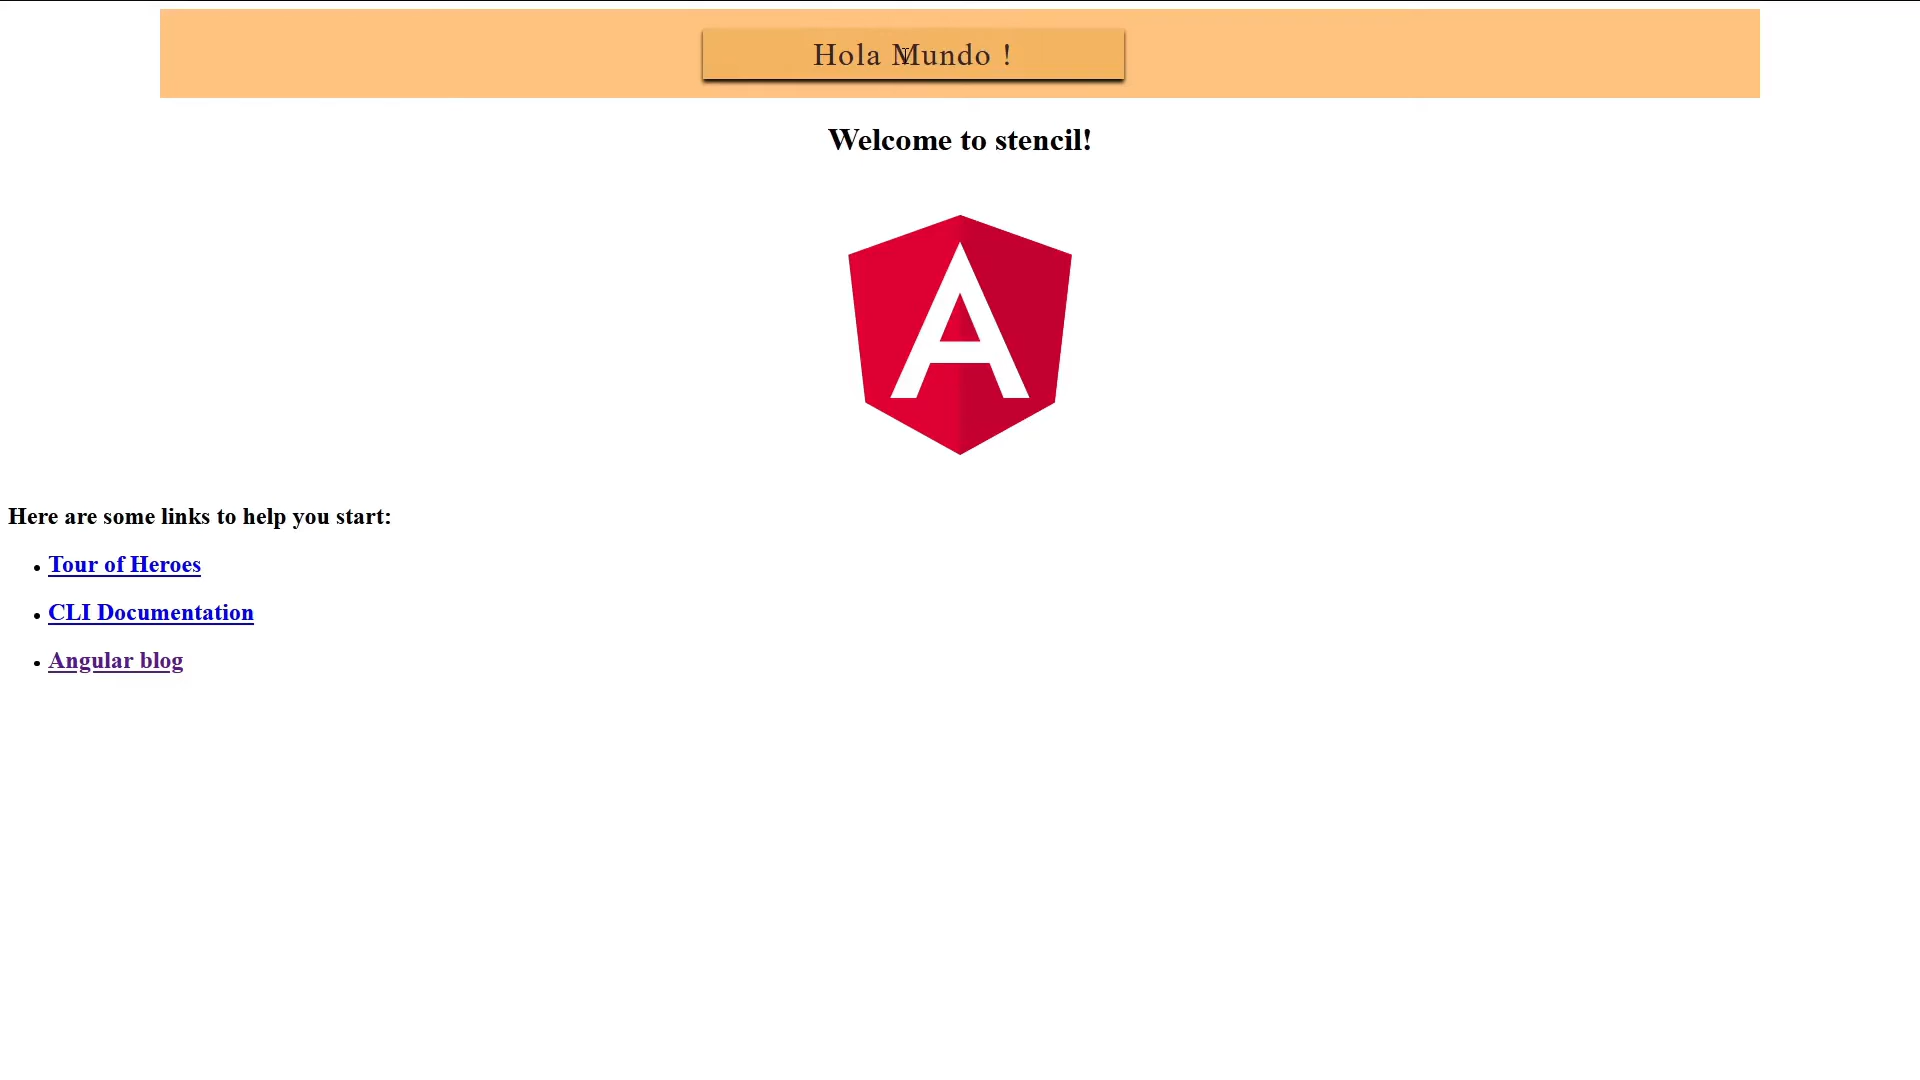 Hola Mundo !
Welcome to stencil!
A
Here are some links to help you start:
Tour of Heroes
CLI Documentation
Angular blog